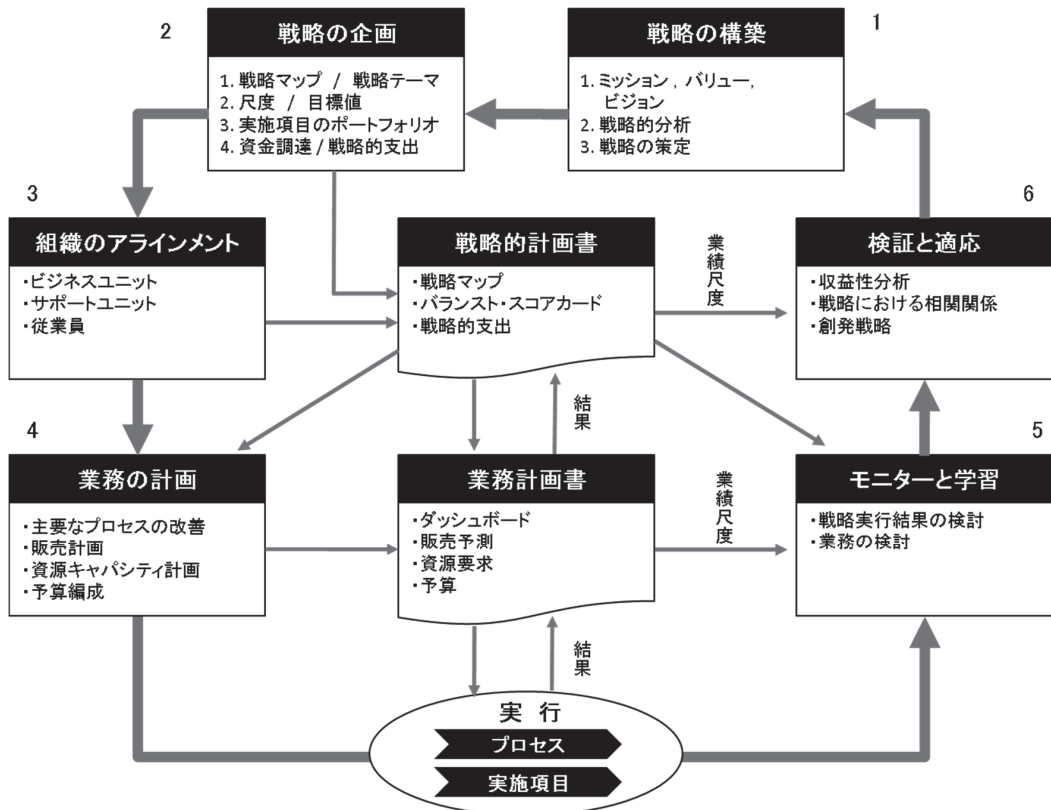 2
戦略の企画
1. 戦略マップ / 戦略テーマ
2. 尺度 / 目標値
3. 実施項目のポートフォリオ
4. 資金調達 / 戦略的支出
1
戦略の構築
1. ミッション , バリュー,
ビジョン
2. 戦略的分析
3. 戦略の策定
3
組織のアラインメント
・ビジネスユニット
・サポートユニット
・従業員
戦略的計画書
・戦略マップ
・バランスト・スコアカード
・戦略的支出
業績尺度
6
検証と適応
・収益性分析
・戦略における相関関係
・創発戦略
結果
4
業務の計画
・主要なプロセスの改善
・販売計画
・資源キャパシティ計画
・予算編成
業務計画書
・ダッシュボード
・販売予測
・資源要求
・予算
業績尺度
5
モニターと学習
・戦略実行結果の検討
・業務の検討
結果
実 行
プロセス
実施項目